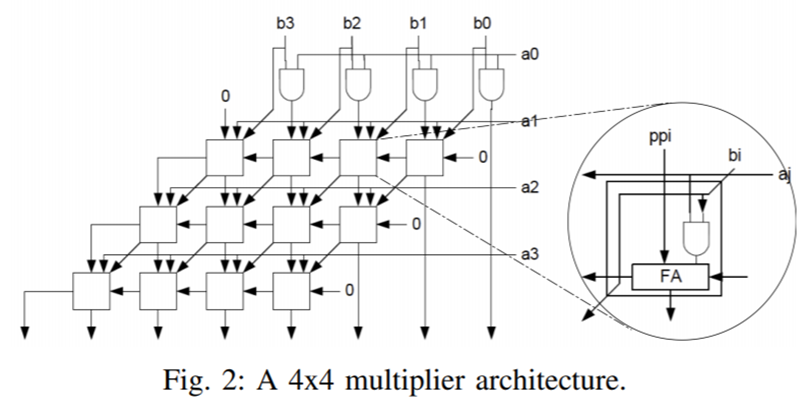 b3 b2 b1 b0
a0
0
a1
ppi
bi
0
aj
a2
0
a3
FA
0
Fig. 2: A 4x4 multiplier architecture.